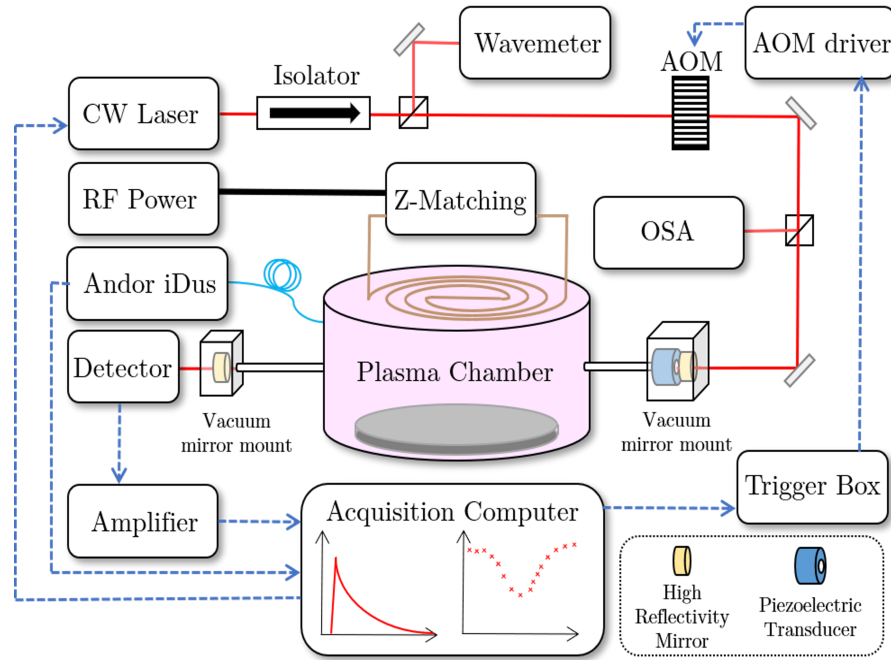 Wavemeter
AOM driver
AOM
Isolator
CW Laser
RF Power
Z-Matching
OSA
Andor iDus
Detector
Plasma Chamber
Vacuum
mirror mount
Vacuum
mirror mount
Trigger Box
Amplifier
Acquisition Computer
High
Reflectivity
Mirror
Piezoelectric
Transducer